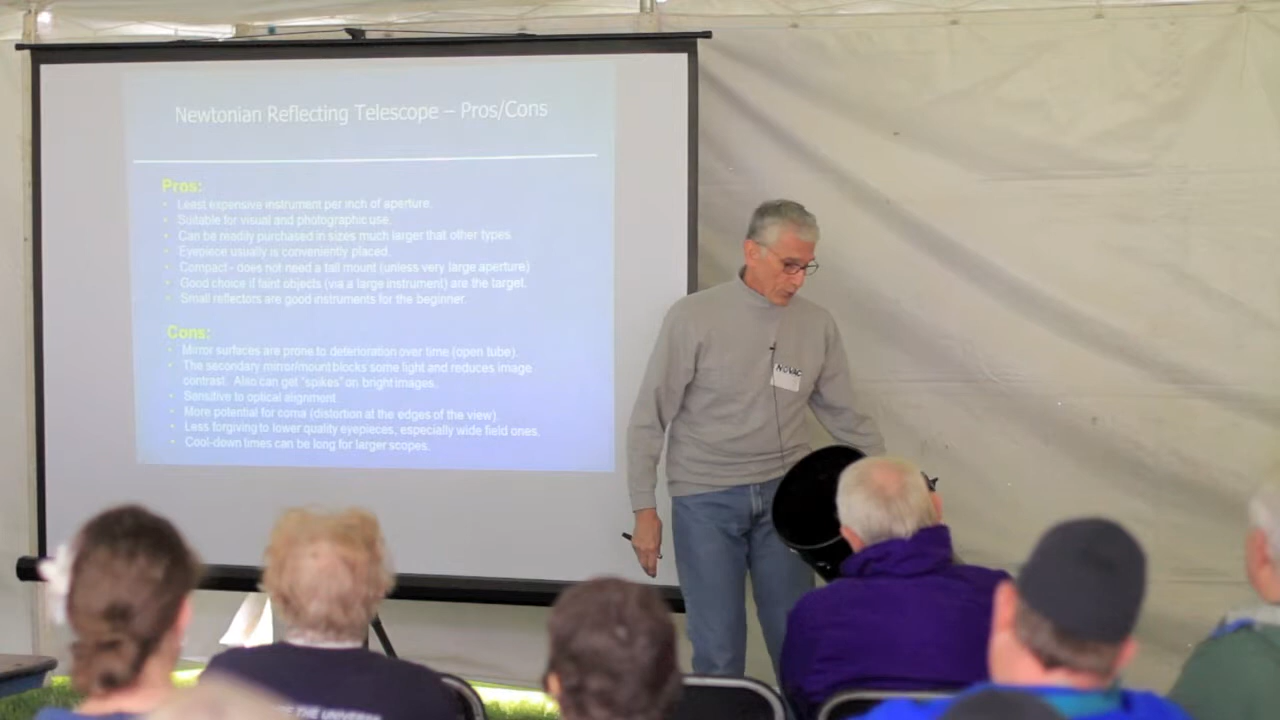 Newtonian Reflecting Telescope – Pros/Cons
Pros:
• Least expensive instrument per inch of aperture.
• Suitable for visual and photographic use.
• Can be readily purchased in sizes much larger that other types.
• Eyepiece usually is conveniently placed.
• Compact - does not need a tall mount (unless very large aperture)
• Good choice if faint objects (via a large instrument) are the target.
• Small reflectors are good instruments for the beginner.
Cons:
• Mirror surfaces are prone to deterioration over time (open tube).
• The secondary mirror/mount blocks some light and reduces image
contrast. Also can get "spikes" on bright images.
• Sensitive to optical alignment.
• More potential for coma (distortion at the edges of the view).
• Less forgiving to lower quality eyepieces, especially wide field ones.
• Cool-down times can be long for larger scopes.
NOVAC
THE UNIVERSE